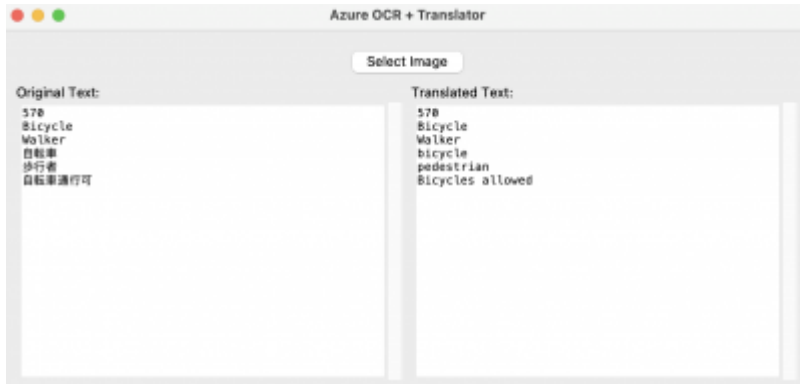 Azure OCR + Translator
Select Image
Original Text:
570
Bicycle
Walker
自転車
歩行者
自転車通行可
Translated Text:
570
Bicycle
Walker
bicycle
pedestrian
Bicycles allowed